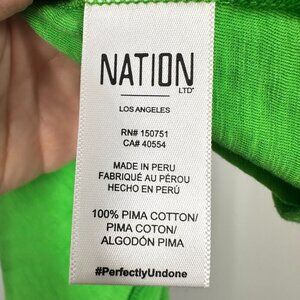 NATION
LTD
LOS ANGELES
RN# 150751
CA# 40554
MADE IN PERU
FABRIQUÉ AU PÉROU
HECHO EN PERÚ
100% PIMA COTTON/
PIMA COTON/
ALGODÓN PIMA
#PerfectlyUndone